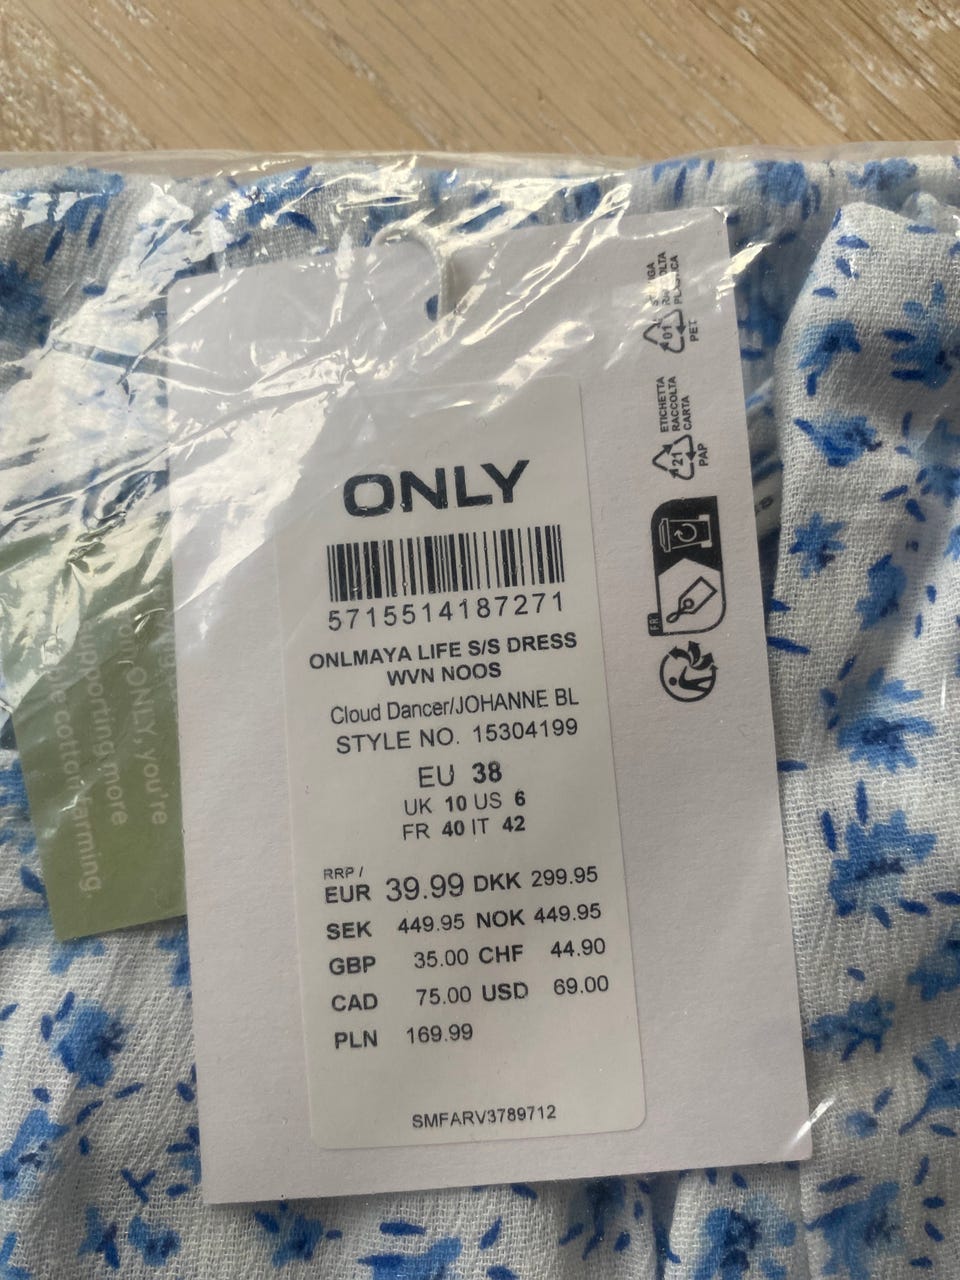 ONLY
5715514187271
ONLMAYA LIFE S/S DRESS
WVN NOOS
Cloud Dancer/JOHANNE BL
STYLE NO. 15304199
EU 38
UK 10 US 6
FR 40 IT 42
RRP /
EUR 39.99 DKK 299.95
SEK 449.95 NOK 449.95
GBP 35.00 CHF 44.90
CAD 75.00 USD 69.00
PLN 169.99
SMFARV3789712
RACCOLTA
01
PET
ETICHETTA
RACCOLTA
CARTA
21
PAP
FR
ONLY, you're
supporting more
cotton farming.